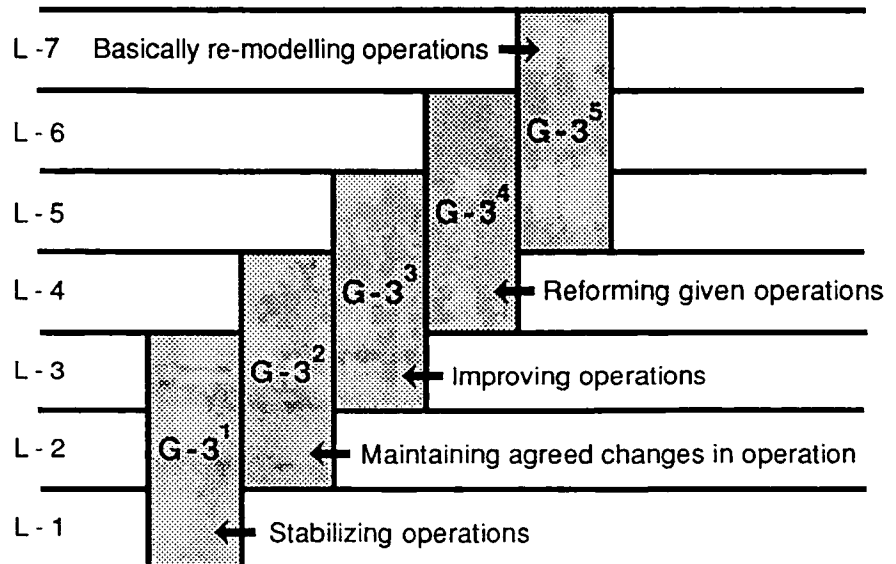 L - 7 Basically re-modelling operations
L - 6 G-3⁵
L - 5 G-3⁴
L - 4 G-3³ Reforming given operations
L - 3 G-3² Improving operations
L - 2 G-3¹ Maintaining agreed changes in operation
L - 1 Stabilizing operations